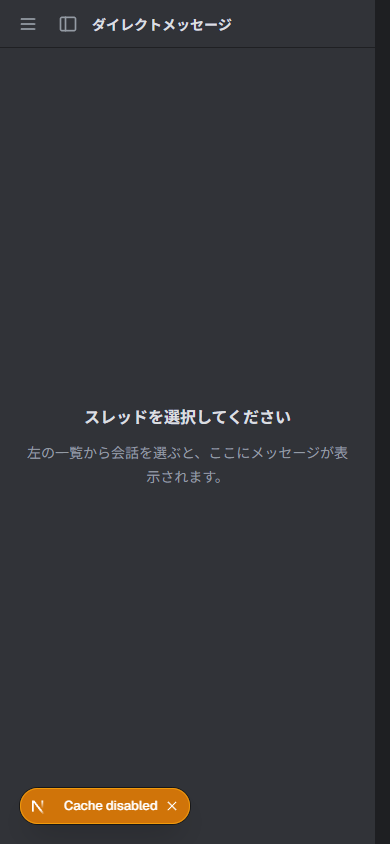 ダイレクトメッセージ
スレッドを選択してください
左の一覧から会話を選ぶと、ここにメッセージが表
示されます。
Cache disabled